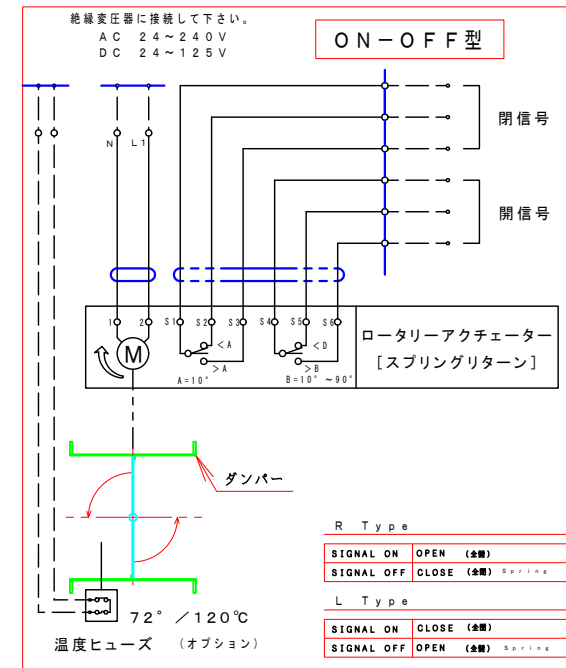 絶縁変圧器に接続して下さい。
AC 24~240V
DC 24~125V
ON-OFF型
N
L1
閉信号
開信号
1 2 S1 S2 S3 S4 S5 S6
M
<A
>A
A=10°
<D
>B
B=10° ~90°
ロータリーアクチェーター
[スプリングリターン]
ダンパー
72° /120℃
温度ヒューズ (オプション)
R Type
SIGNAL ON OPEN
SIGNAL OFF CLOSE Spring
L Type
SIGNAL ON CLOSE
SIGNAL OFF OPEN Spring